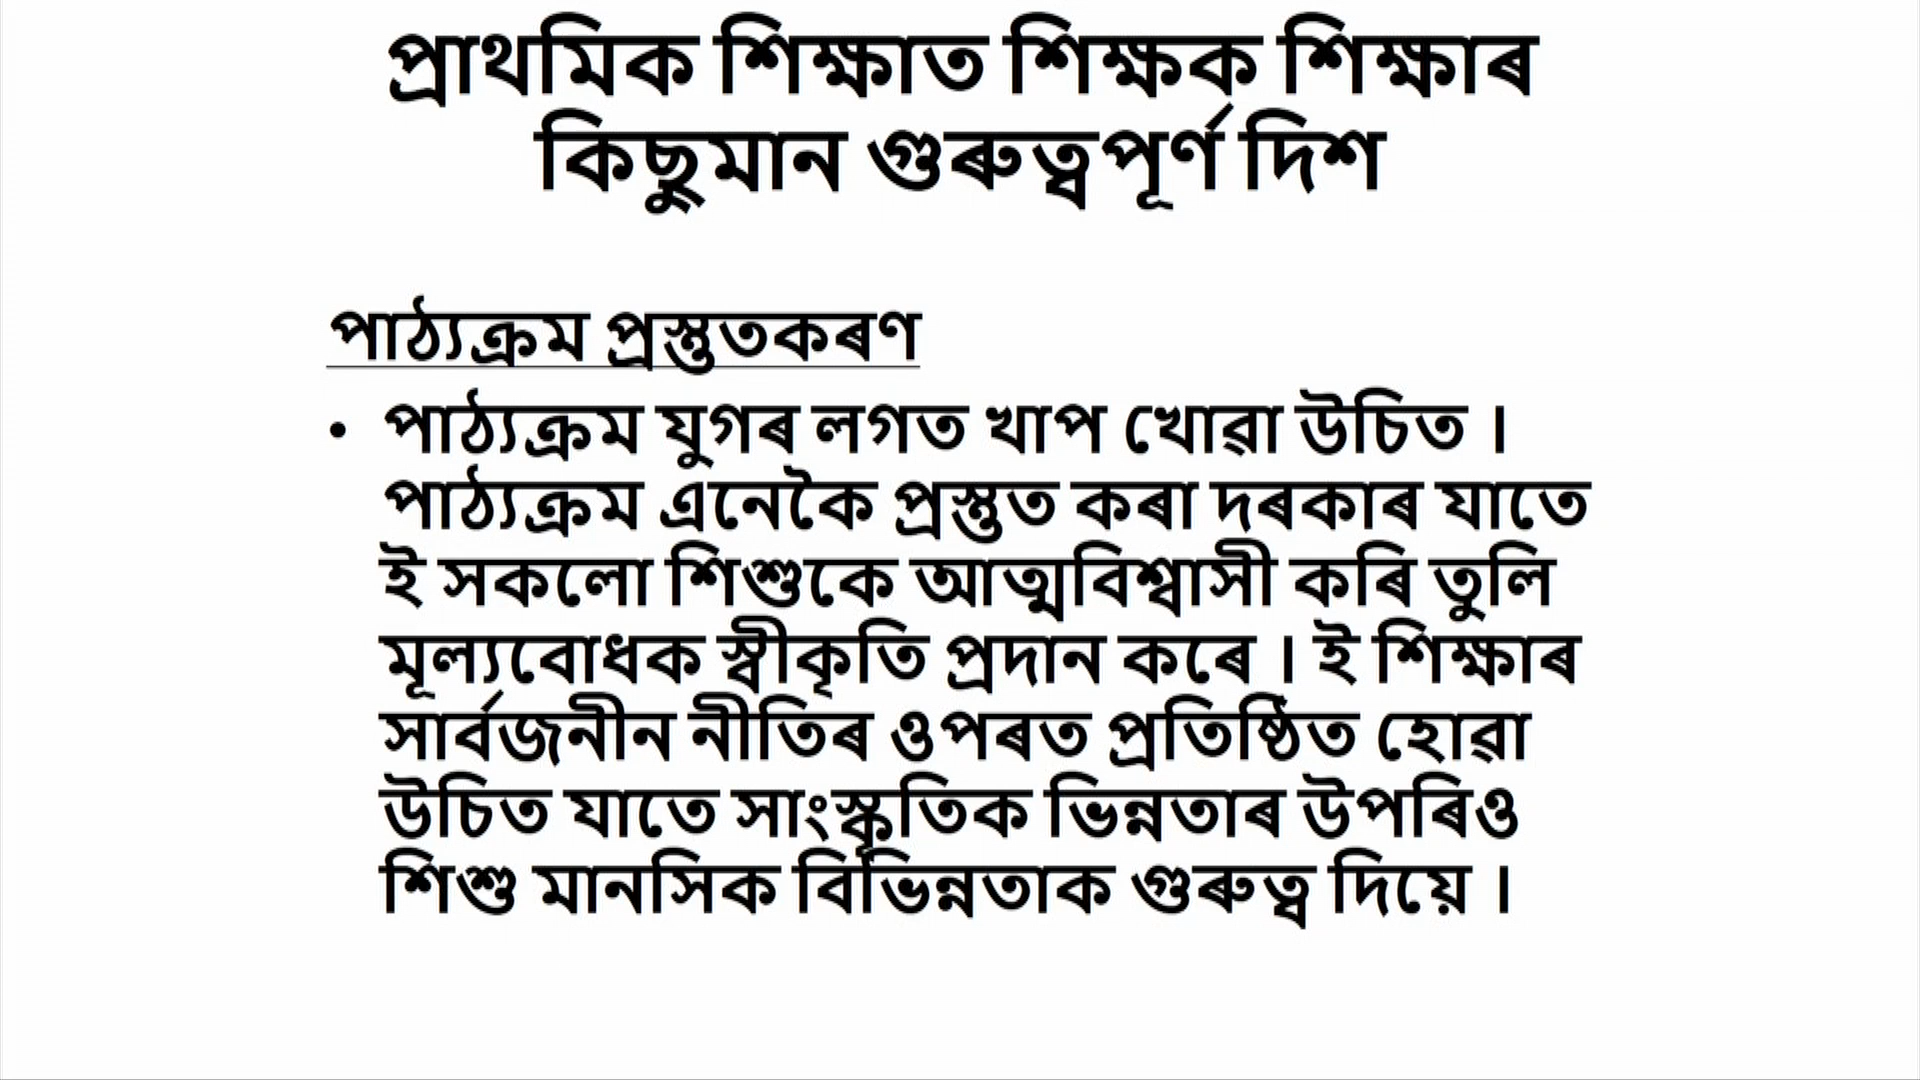 প্ৰাথমিক শিক্ষাত শিক্ষক শিক্ষাৰ
কিছুমান গুৰুত্বপূৰ্ণ দিশ
পাঠ্যক্ৰম প্ৰস্তুতকৰণ
• পাঠ্যক্ৰম যুগৰ লগত খাপ খোৱা উচিত ।
পাঠ্যক্ৰম এনেকৈ প্ৰস্তুত কৰা দৰকাৰ যাতে
ই সকলো শিশুকে আত্মবিশ্বাসী কৰি তুলি
মূল্যবোধক স্বীকৃতি প্ৰদান কৰে । ই শিক্ষাৰ
সাৰ্বজনীন নীতিৰ ওপৰত প্ৰতিষ্ঠিত হোৱা
উচিত যাতে সাংস্কৃতিক ভিন্নতাৰ উপৰিও
শিশু মানসিক বিভিন্নতাক গুৰুত্ব দিয়ে ।